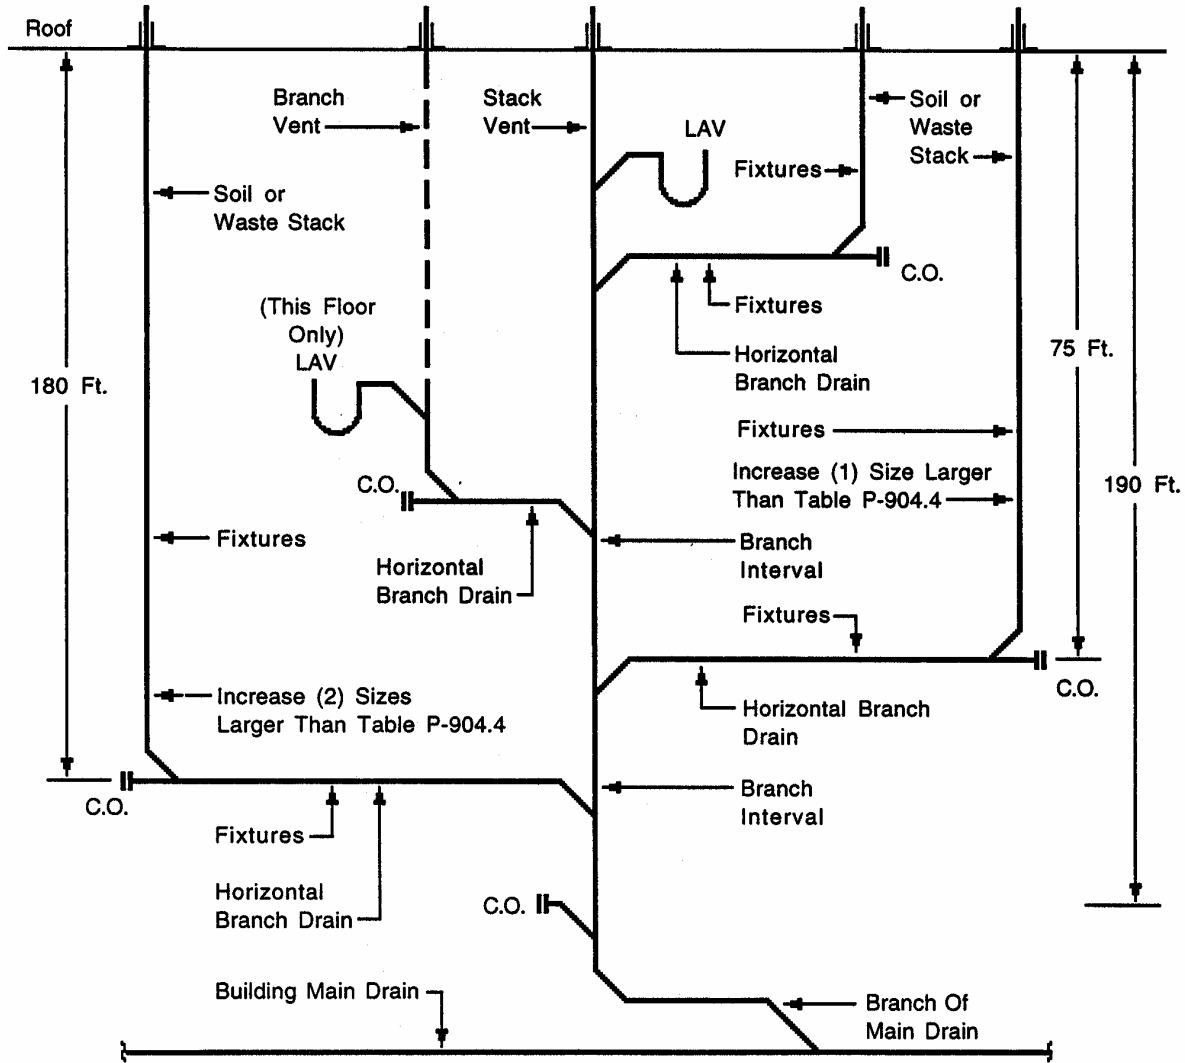 Roof
Branch
Vent
Stack
Vent
LAV
Soil or
Waste
Stack
Fixtures
Soil or
Waste Stack
C.O.
Fixtures
(This Floor
Only)
LAV
Horizontal
Branch Drain
75 Ft.
180 Ft.
Fixtures
Increase (1) Size Larger
Than Table P-904.4
190 Ft.
C.O.
Fixtures
Branch
Interval
Horizontal
Branch Drain
Fixtures
C.O.
Increase (2) Sizes
Larger Than Table P-904.4
Horizontal Branch
Drain
C.O.
Branch
Interval
Fixtures
Horizontal
Branch Drain
C.O.
Building Main Drain
Branch Of
Main Drain